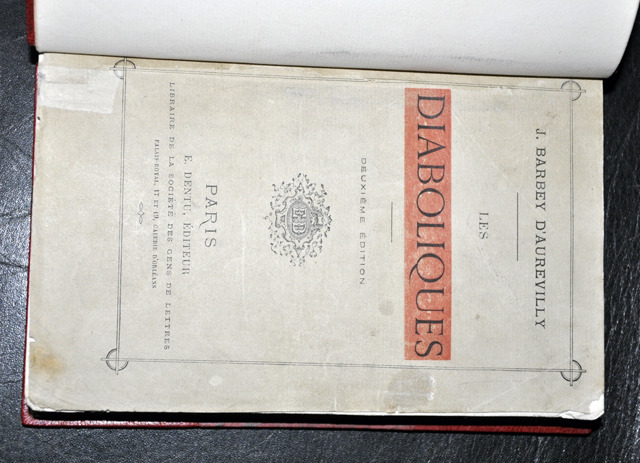 J. BARBEY D'AUREVILLY
LES
DIABOLIQUES
DEUXIÈME ÉDITION
PARIS
E. DENTU, ÉDITEUR
LIBRAIRE DE LA SOCIÉTÉ DES GENS DE LETTRES
PALAIS-ROYAL, 17 ET 19, GALERIE D'ORLÉANS